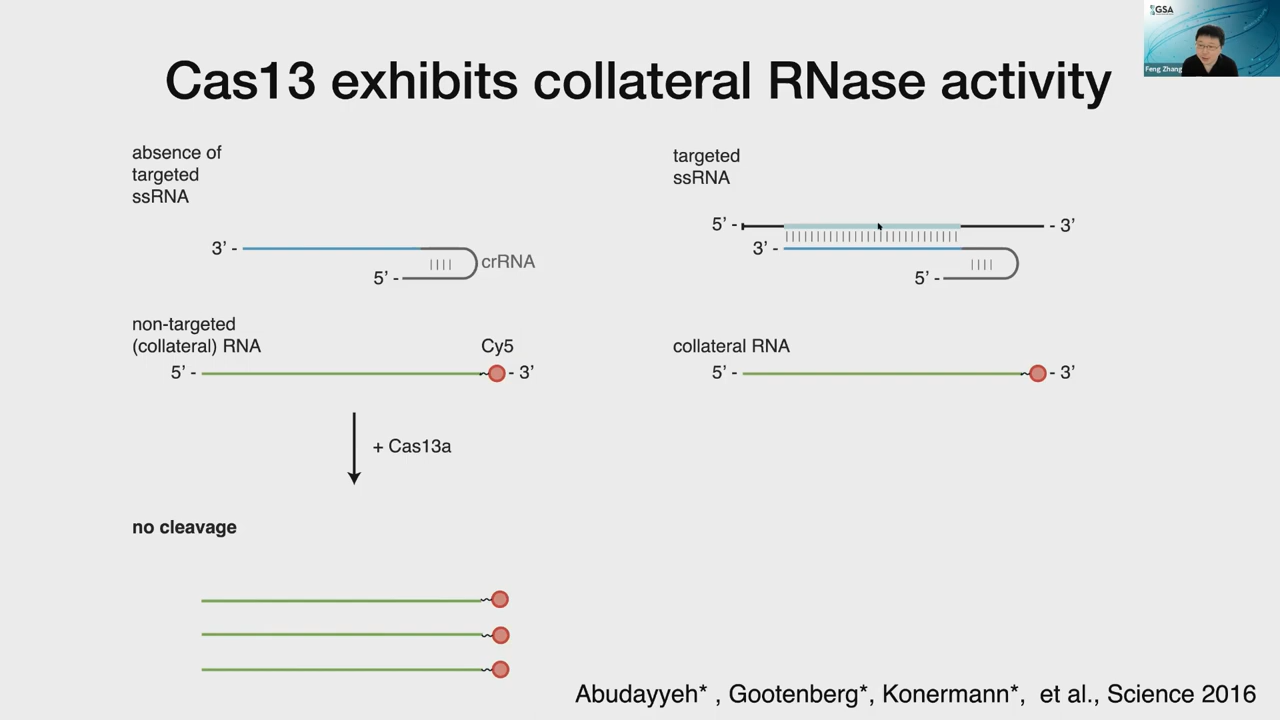 GSA
Feng Zhang
Cas13 exhibits collateral RNase activity
absence of
targeted
ssRNA
3’ -
5’ -
crRNA
non-targeted
(collateral) RNA
Cy5
5’ -
- 3’
+ Cas13a
no cleavage
targeted
ssRNA
5’ -
- 3’
3’ -
5’ -
collateral RNA
5’ -
- 3’
Abudayyeh* , Gootenberg*, Konermann*,  et al., Science 2016